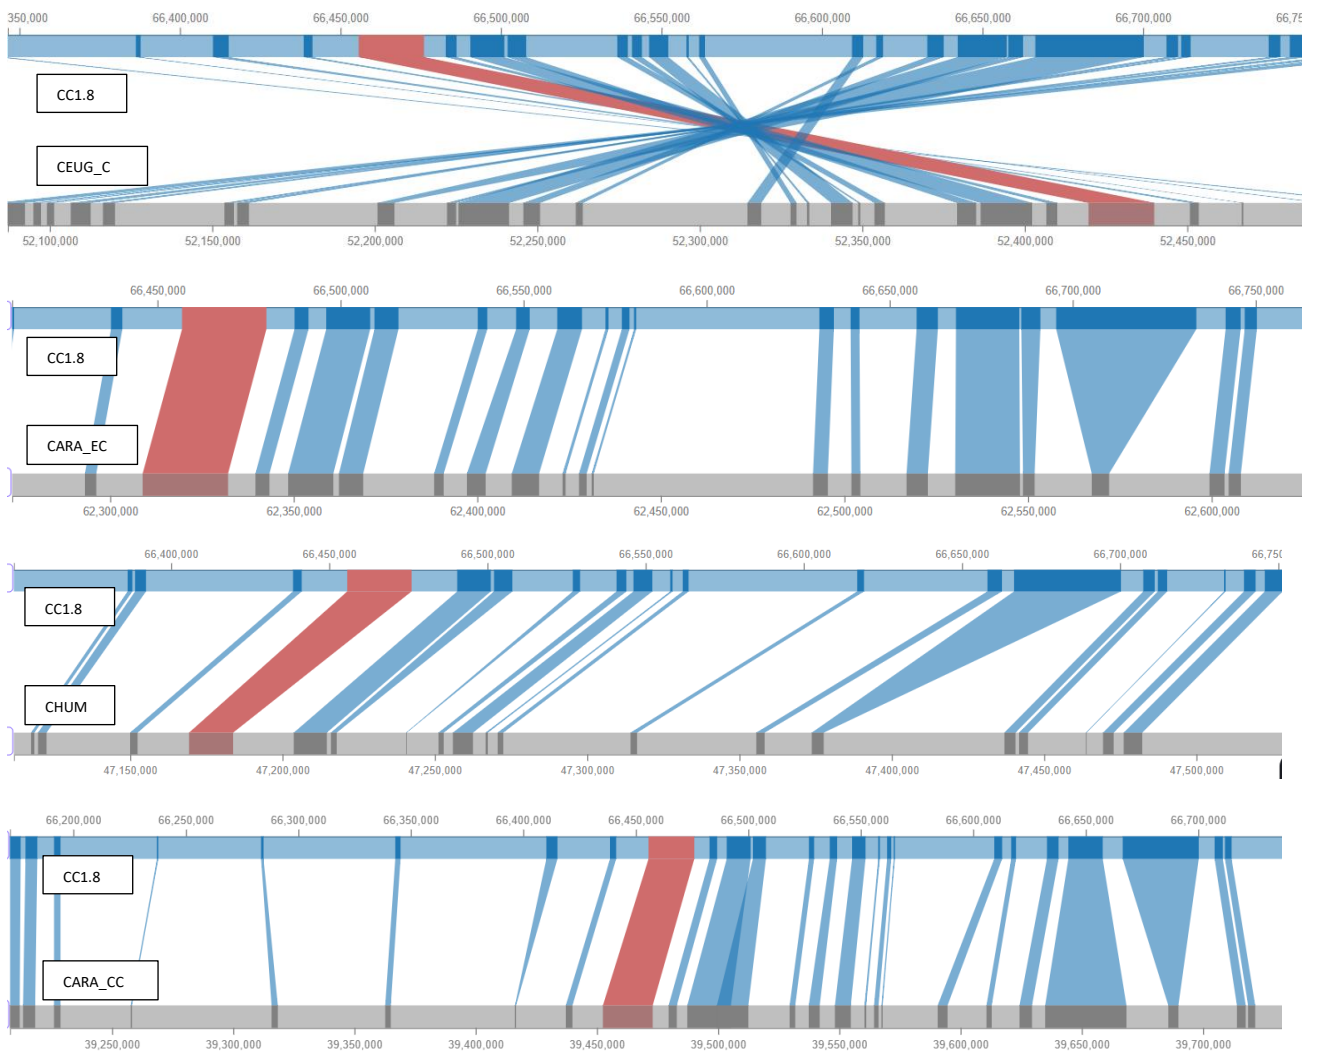 350,000 66,400,000 66,450,000 66,500,000 66,550,000 66,600,000 66,650,000 66,700,000 66,75
CC1.8
CEUG_C
52,100,000 52,150,000 52,200,000 52,250,000 52,300,000 52,350,000 52,400,000 52,450,000
66,450,000 66,500,000 66,550,000 66,600,000 66,650,000 66,700,000 66,750,000
CC1.8
CARA_EC
62,300,000 62,350,000 62,400,000 62,450,000 62,500,000 62,550,000 62,600,000
66,400,000 66,450,000 66,500,000 66,550,000 66,600,000 66,650,000 66,700,000 66,750
CC1.8
CHUM
47,150,000 47,200,000 47,250,000 47,300,000 47,350,000 47,400,000 47,450,000 47,500,000
66,200,000 66,250,000 66,300,000 66,350,000 66,400,000 66,450,000 66,500,000 66,550,000 66,600,000 66,650,000 66,700,000
CC1.8
CARA_CC
39,250,000 39,300,000 39,350,000 39,400,000 39,450,000 39,500,000 39,550,000 39,600,000 39,650,000 39,700,000